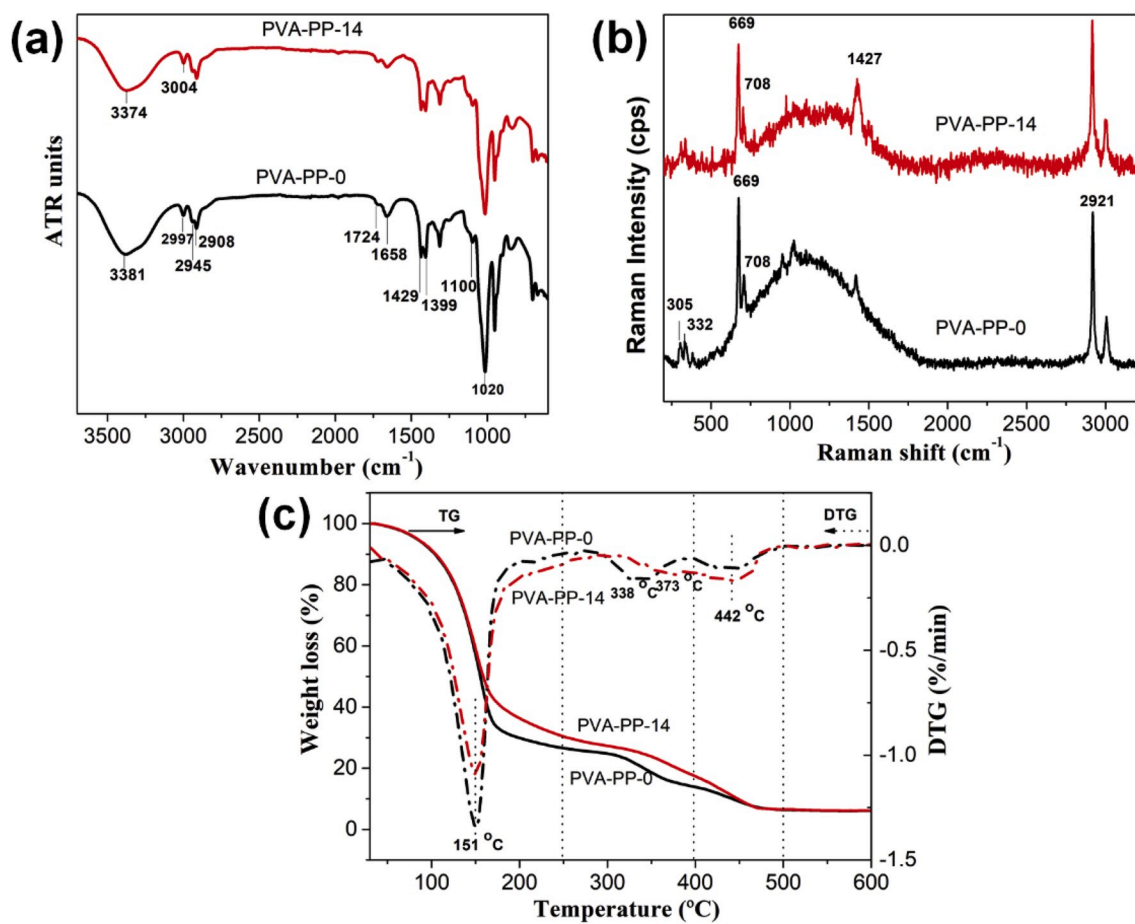 (a)
PVA-PP-14
3004
3374
PVA-PP-0
2997
2908
2945
3381
1724
1658
1429
1399
1100
1020
ATR units
3500 3000 2500 2000 1500 1000
Wavenumber (cm⁻¹)
(b)
669
708
1427
PVA-PP-14
669
708
2921
305
332
PVA-PP-0
Raman Intensity (cps)
500 1000 1500 2000 2500 3000
Raman shift (cm⁻¹)
(c)
TG
DTG
PVA-PP-0
PVA-PP-14
338 °C
373 °C
442 °C
PVA-PP-14
PVA-PP-0
151 °C
Weight loss (%)
100
80
60
40
20
0
DTG (%/min)
0.0
-0.5
-1.0
-1.5
100 200 300 400 500 600
Temperature (ºC)